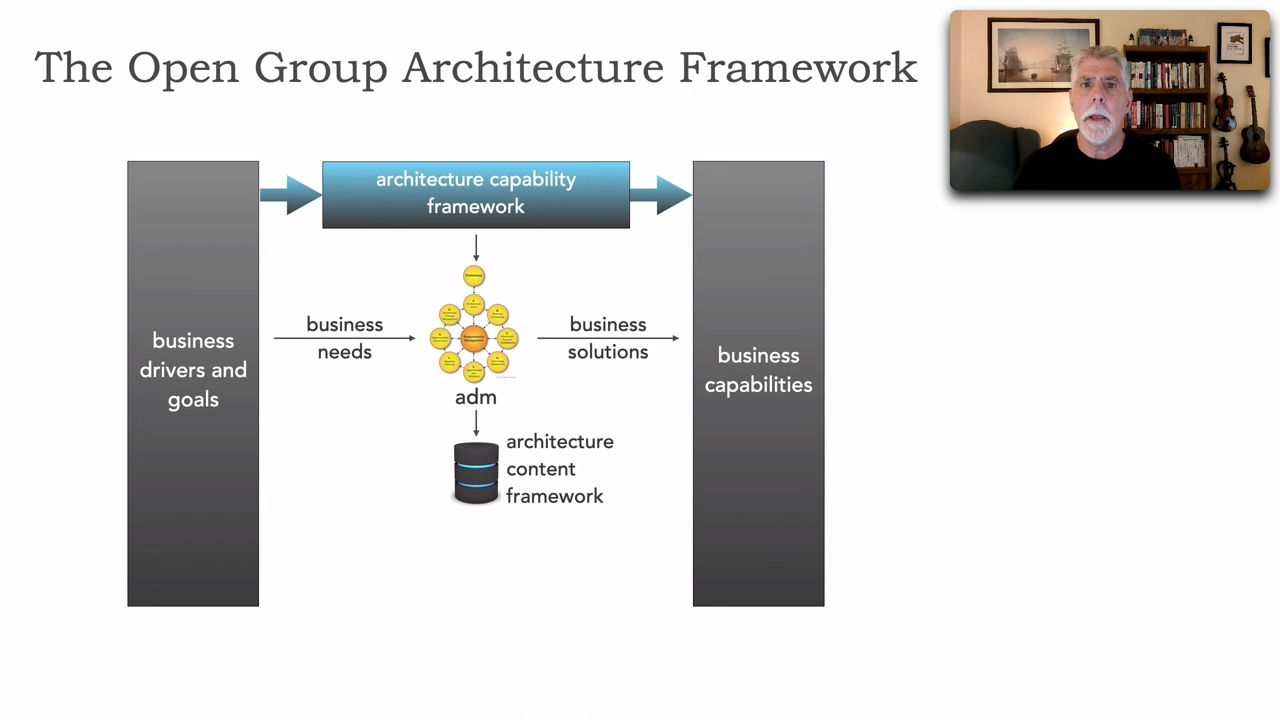 The Open Group Architecture Framework
architecture capability
framework
business
drivers and
goals
business
needs
business
solutions
business
capabilities
adm
architecture
content
framework